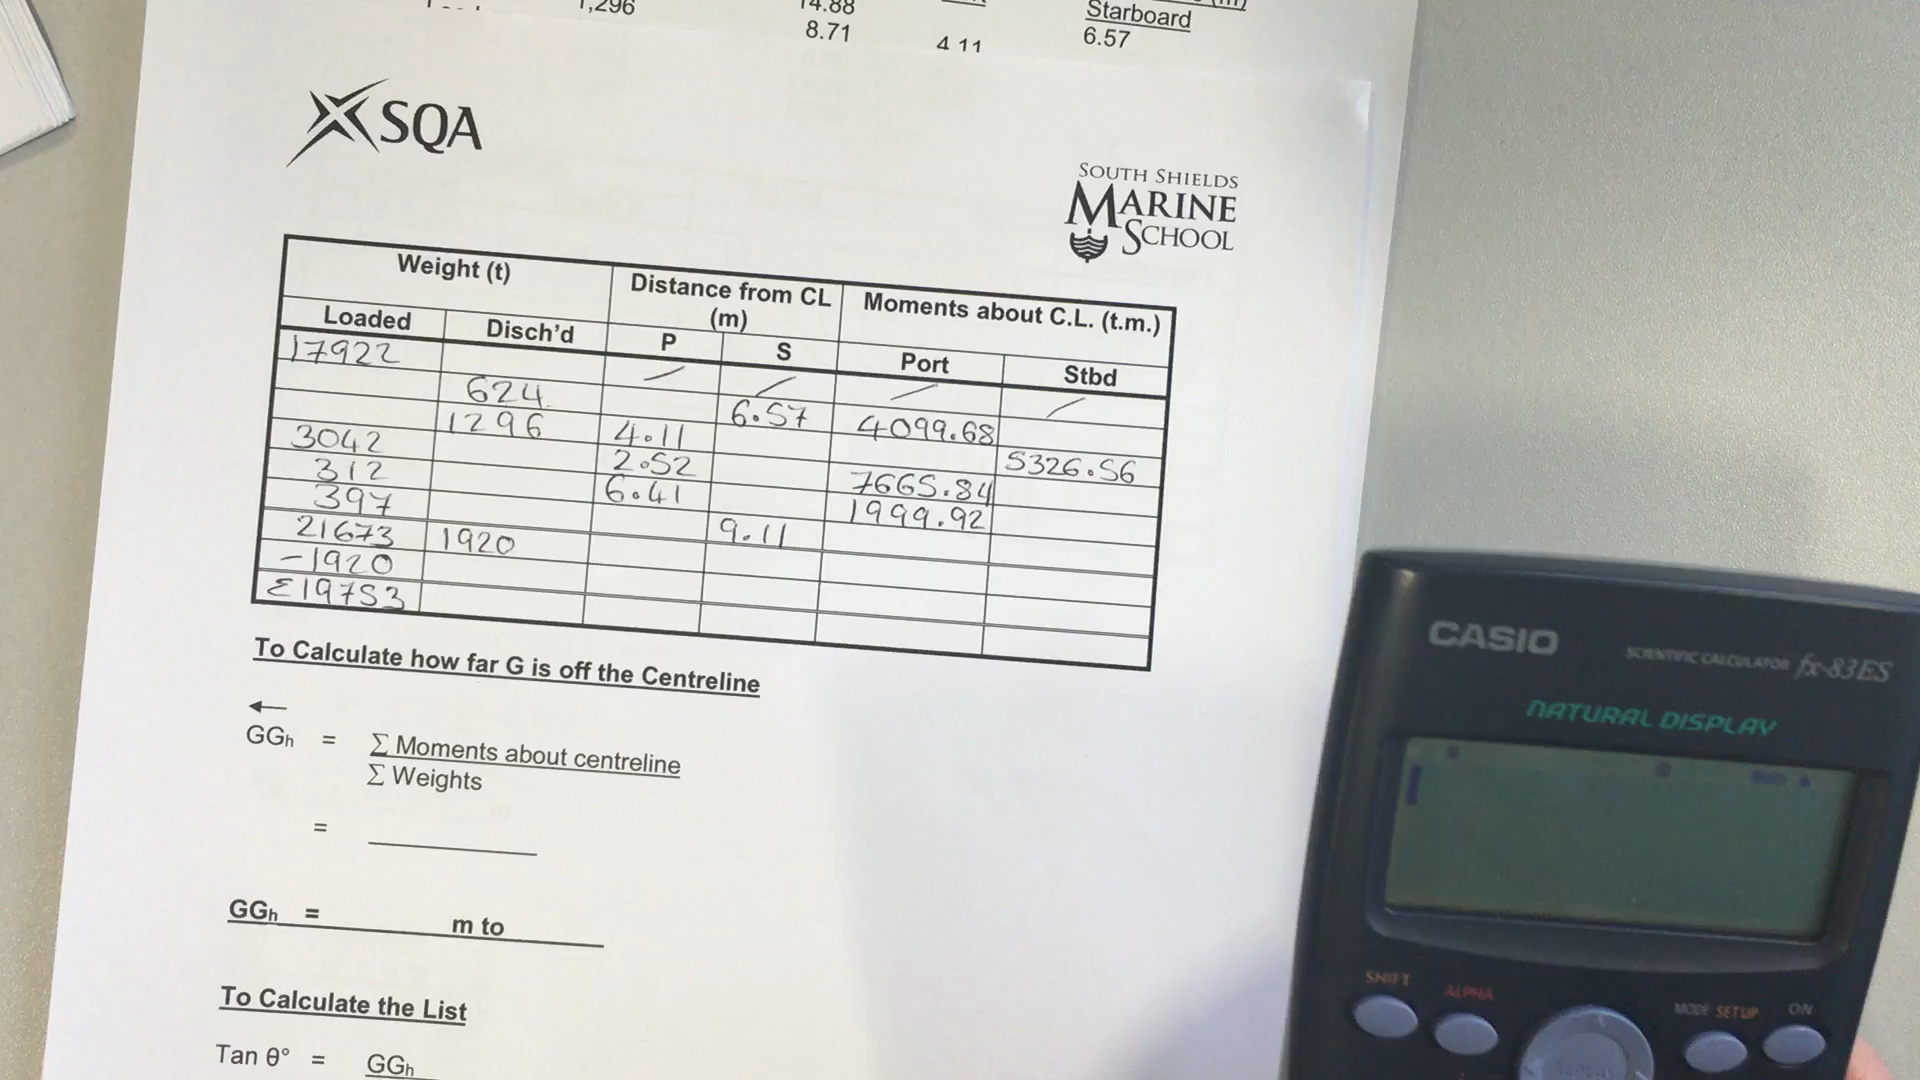 1,296 14.88 Starboard
8.71 4 11 6.57
SQA
SOUTH SHIELDS
MARINE
SCHOOL
Weight (t) Distance from CL (m) Moments about C.L. (t.m.)
Loaded Disch'd P S Port Stbd
17922 / / / /
624 6.57 4099.68
1296 4.11 5326.56
3042 2.52 7665.84
312 6.41 1999.92
397 9.11
21673 1920
-1920
Σ19753
To Calculate how far G is off the Centreline
←
GGh = Σ Moments about centreline
Σ Weights
=
GGh = m to
To Calculate the List
Tan θ° = GGh
CASIO
SCIENTIFIC CALCULATOR fx-83ES
NATURAL DISPLAY
SHIFT ALPHA MODE SETUP ON